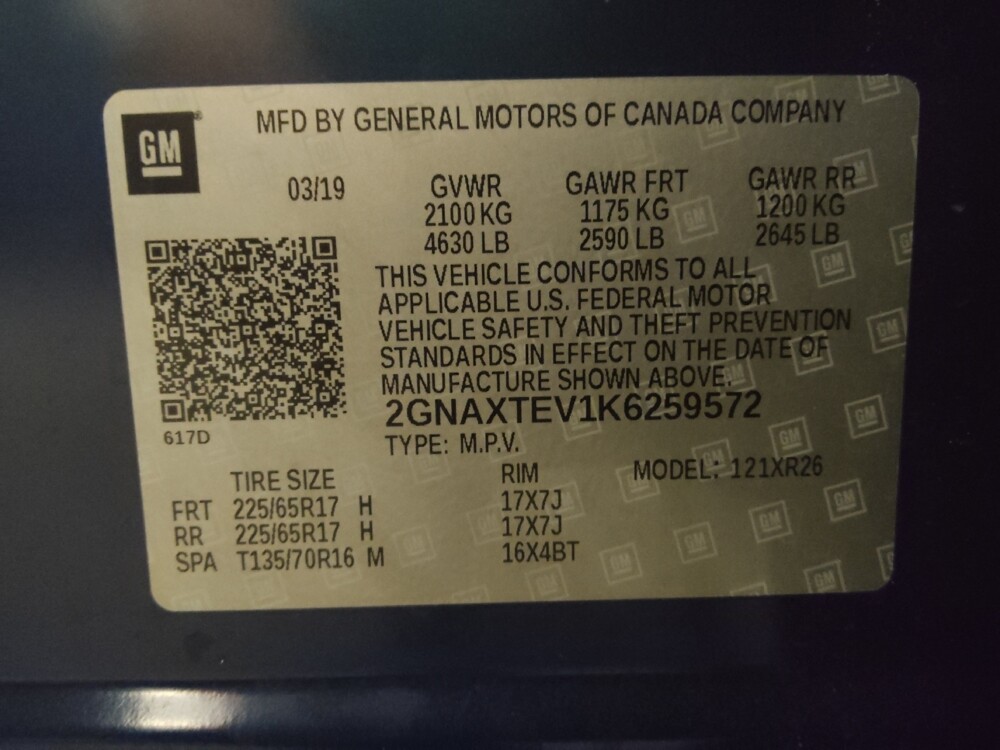 GM
MFD BY GENERAL MOTORS OF CANADA COMPANY
03/19 GVWR GAWR FRT GAWR RR
2100 KG 1175 KG 1200 KG
4630 LB 2590 LB 2645 LB
THIS VEHICLE CONFORMS TO ALL
APPLICABLE U.S. FEDERAL MOTOR
VEHICLE SAFETY AND THEFT PREVENTION
STANDARDS IN EFFECT ON THE DATE OF
MANUFACTURE SHOWN ABOVE.
2GNAXTEV1K6259572
617D
TYPE: M.P.V.
TIRE SIZE RIM MODEL: 121XR26
FRT 225/65R17 H 17X7J
RR 225/65R17 H 17X7J
SPA T135/70R16 M 16X4BT